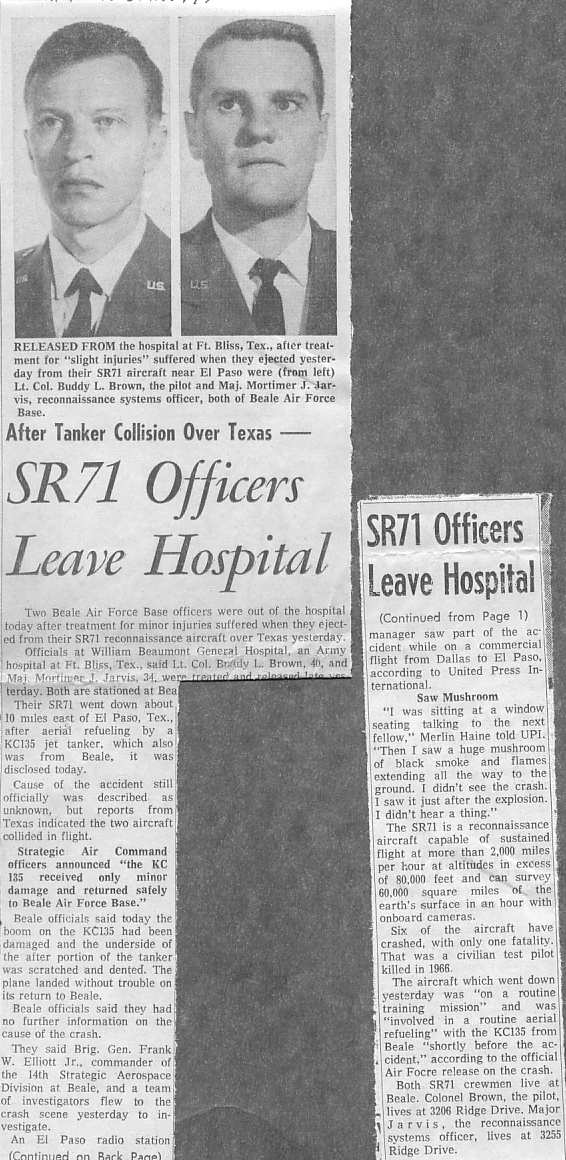 U.S.
U.S.
RELEASED FROM the hospital at Ft. Bliss, Tex., after treat-
ment for "slight injuries" suffered when they ejected yester-
day from their SR71 aircraft near El Paso were (from left)
Lt. Col. Buddy L. Brown, the pilot and Maj. Mortimer J. Jar-
vis, reconnaissance systems officer, both of Beale Air Force
Base.
After Tanker Collision Over Texas —
SR71 Officers
Leave Hospital
Two Beale Air Force Base officers were out of the hospital
today after treatment for minor injuries suffered when they eject-
ed from their SR71 reconnaissance aircraft over Texas yesterday.
Officials at William Beaumont General Hospital, an Army
hospital at Ft. Bliss, Tex., said Lt. Col. Buddy L. Brown, 40, and
Maj. Mortimer J. Jarvis, 34, were treated and released late yes-
terday. Both are stationed at Bea
Their SR71 went down about
10 miles east of El Paso, Tex.,
after aerial refueling by a
KC135 jet tanker, which also
was from Beale, it was
disclosed today.
Cause of the accident still
officially was described as
unknown, but reports from
Texas indicated the two aircraft
collided in flight.
Strategic Air Command
officers announced "the KC
135 received only minor
damage and returned safely
to Beale Air Force Base."
Beale officials said today the
boom on the KC135 had been
damaged and the underside of
the after portion of the tanker
was scratched and dented. The
plane landed without trouble on
its return to Beale.
Beale officials said they had
no further information on the
cause of the crash.
They said Brig. Gen. Frank
W. Elliott Jr., commander of
the 14th Strategic Aerospace
Division at Beale, and a team
of investigators flew to the
crash scene yesterday to in-
vestigate.
An El Paso radio station
(Continued on Back Page)
SR71 Officers
Leave Hospital
(Continued from Page 1)
manager saw part of the ac-
cident while on a commercial
flight from Dallas to El Paso,
according to United Press In-
ternational.
Saw Mushroom
"I was sitting at a window
seating talking to the next
fellow," Merlin Haine told UPI.
"Then I saw a huge mushroom
of black smoke and flames
extending all the way to the
ground. I didn't see the crash.
I saw it just after the explosion.
I didn't hear a thing."
The SR71 is a reconnaissance
aircraft capable of sustained
flight at more than 2,000 miles
per hour at altitudes in excess
of 80,000 feet and can survey
60,000 square miles of the
earth's surface in an hour with
onboard cameras.
Six of the aircraft have
crashed, with only one fatality.
That was a civilian test pilot
killed in 1966.
The aircraft which went down
yesterday was "on a routine
training mission" and was
"involved in a routine aerial
refueling" with the KC135 from
Beale "shortly before the ac-
cident," according to the official
Air Focre release on the crash.
Both SR71 crewmen live at
Beale. Colonel Brown, the pilot,
lives at 3206 Ridge Drive. Major
Jarvis, the reconnaissance
systems officer, lives at 3255
Ridge Drive.